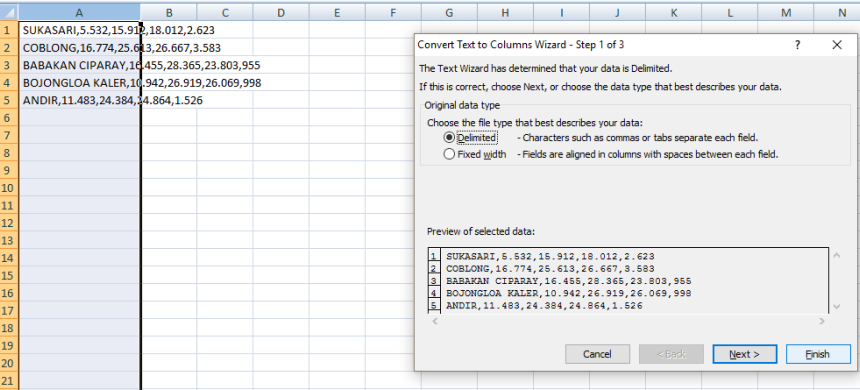 A B C D E F G H I J K L M N
1 SUKASARI,5.532,15.912,18.012,2.623
2 COBLONG,16.774,25.613,26.667,3.583
3 BABAKAN CIPARAY,16.455,28.365,23.803,955
4 BOJONGLOA KALER,10.942,26.919,26.069,998
5 ANDIR,11.483,24.384,24.864,1.526
6
7
8
9
10
11
12
13
14
15
16
17
18
19
20
21
Convert Text to Columns Wizard - Step 1 of 3 ? ×
The Text Wizard has determined that your data is Delimited.
If this is correct, choose Next, or choose the data type that best describes your data.
Original data type
Choose the file type that best describes your data:
Delimited - Characters such as commas or tabs separate each field.
Fixed width - Fields are aligned in columns with spaces between each field.
Preview of selected data:
1 SUKASARI,5.532,15.912,18.012,2.623
2 COBLONG,16.774,25.613,26.667,3.583
3 BABAKAN CIPARAY,16.455,28.365,23.803,955
4 BOJONGLOA KALER,10.942,26.919,26.069,998
5 ANDIR,11.483,24.384,24.864,1.526
Cancel < Back Next > Finish